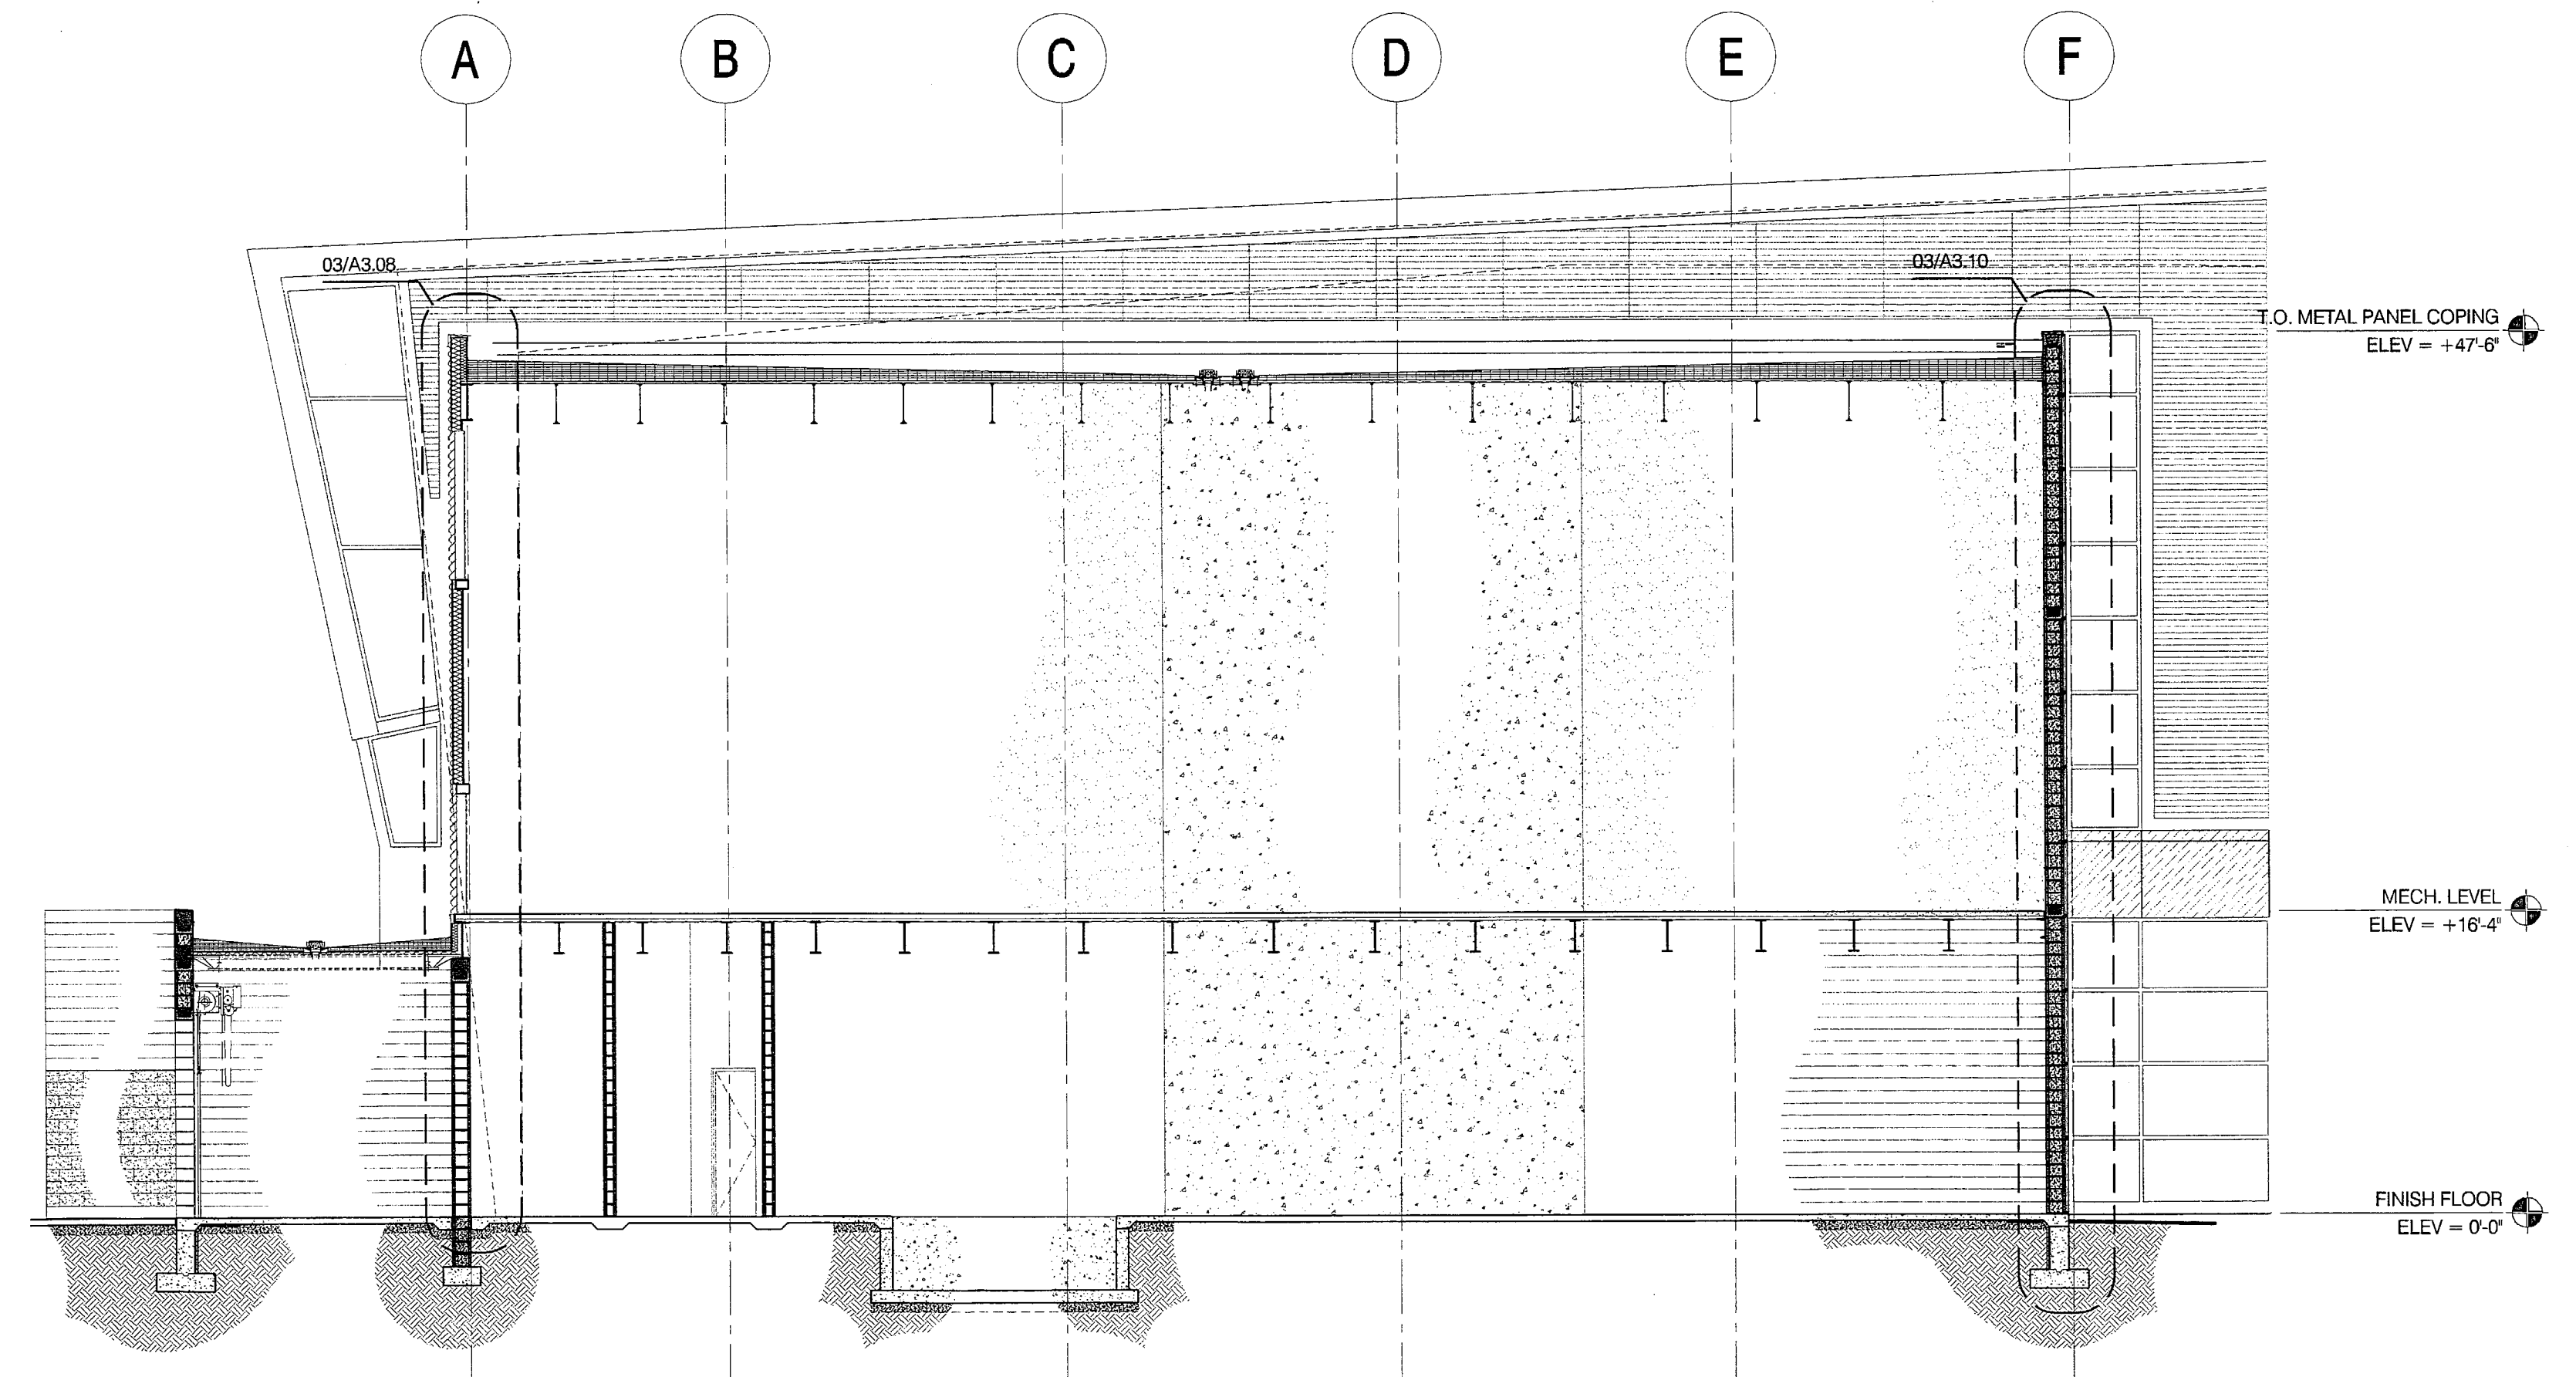 A B C D E F
03/A3.08
03/A3.10
T.O. METAL PANEL COPING
ELEV = +47'-6"
MECH. LEVEL
ELEV = +16'-4"
FINISH FLOOR
ELEV = 0'-0"